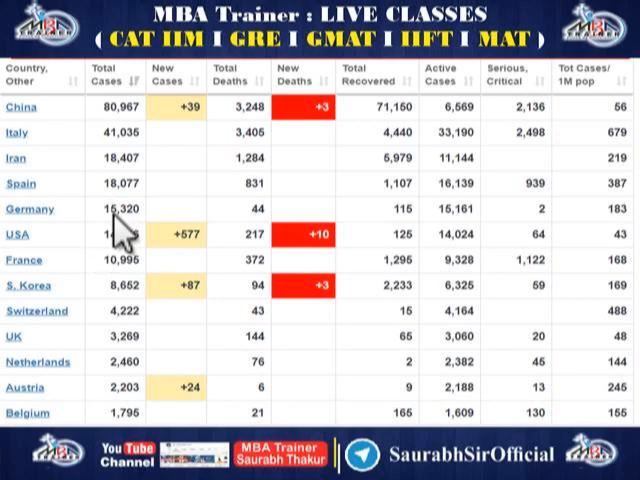 MBA Trainer : LIVE CLASSES
( CAT IIM I GRE I GMAT I IIFT I MAT )
Country, Other Total Cases New Cases Total Deaths New Deaths Total Recovered Active Cases Serious, Critical Tot Cases/ 1M pop
China 80,967 +39 3,248 +3 71,150 6,569 2,136 56
Italy 41,035 3,405 4,440 33,190 2,498 679
Iran 18,407 1,284 5,979 11,144 219
Spain 18,077 831 1,107 16,139 939 387
Germany 15,320 44 115 15,161 2 183
USA +577 217 +10 125 14,024 64 43
France 10,995 372 1,295 9,328 1,122 168
S. Korea 8,652 +87 94 +3 2,233 6,325 59 169
Switzerland 4,222 43 15 4,164 488
UK 3,269 144 65 3,060 20 48
Netherlands 2,460 76 2 2,382 45 144
Austria 2,203 +24 6 9 2,188 13 245
Belgium 1,795 21 165 1,609 130 155
YouTube Channel
MBA Trainer
Saurabh Thakur
SaurabhSirOfficial